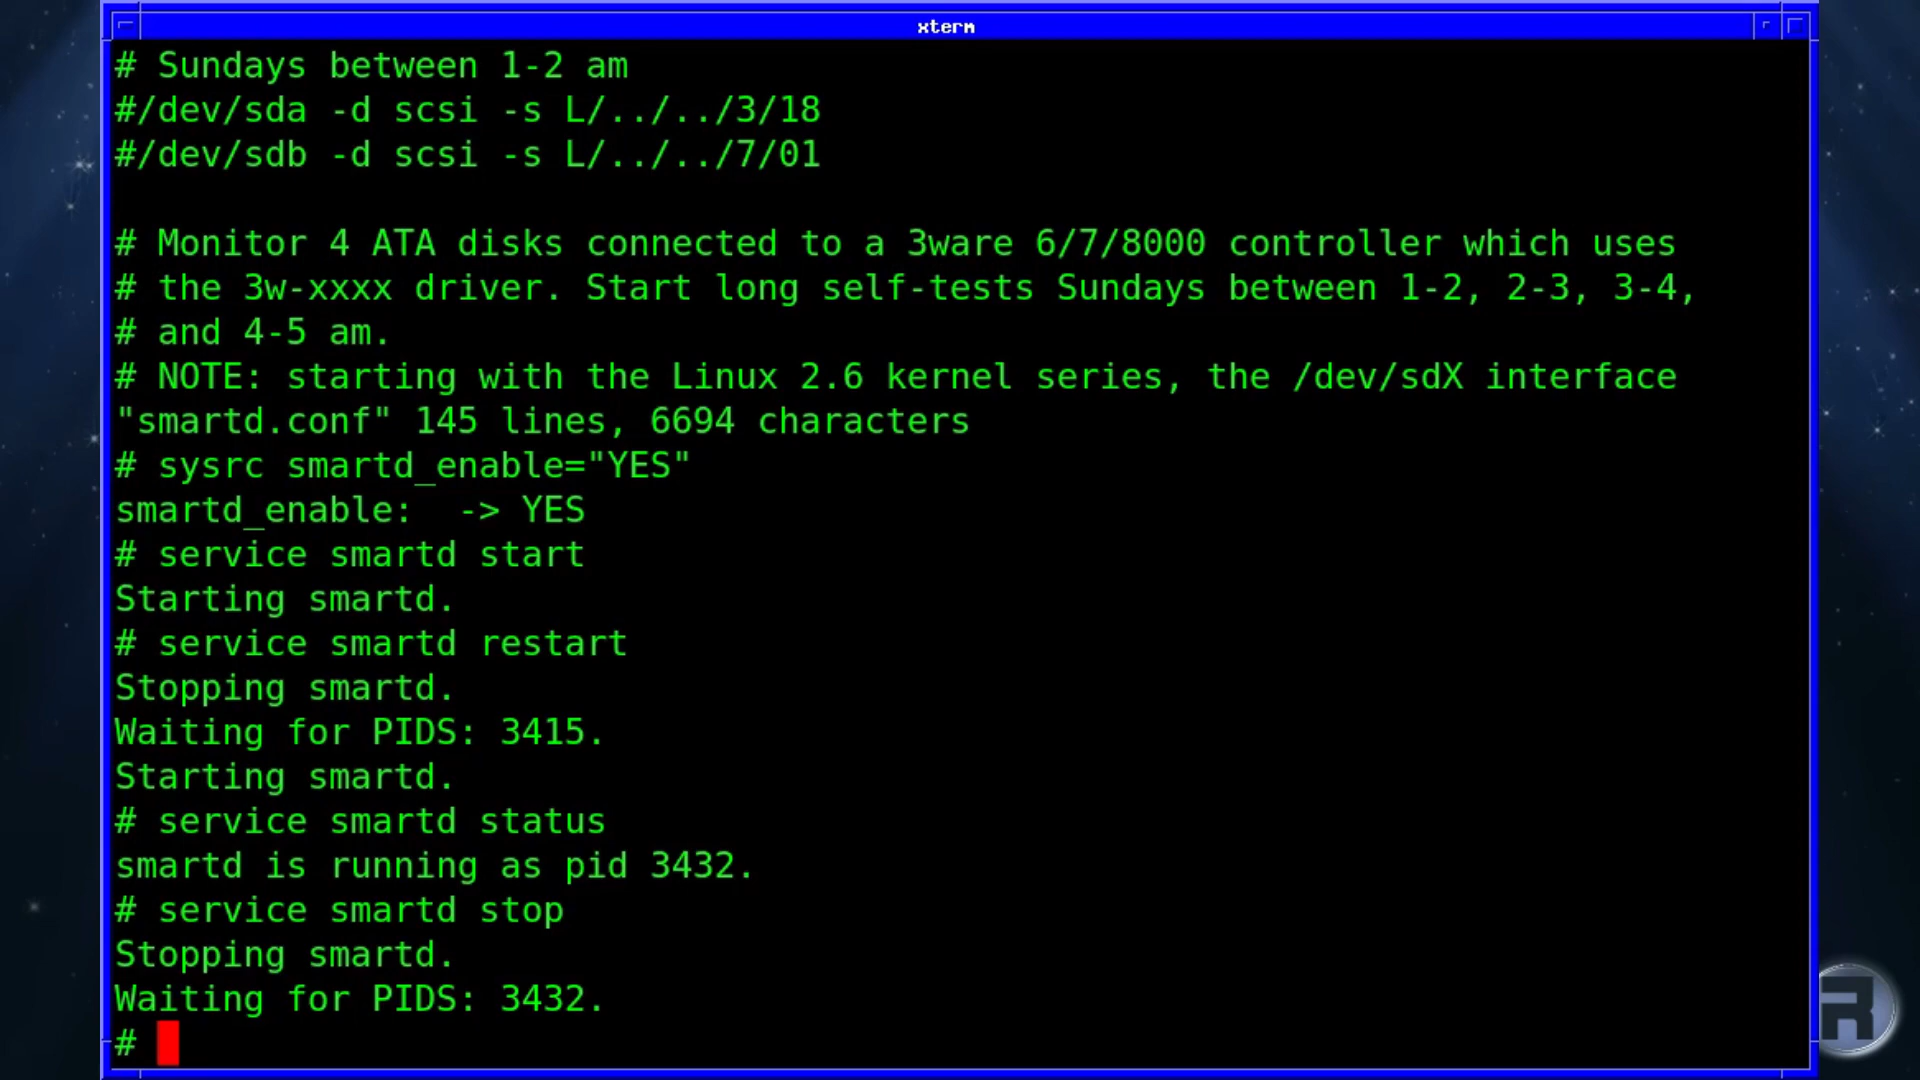 xterm
# Sundays between 1-2 am
#/dev/sda -d scsi -s L/../../3/18
#/dev/sdb -d scsi -s L/../../7/01
# Monitor 4 ATA disks connected to a 3ware 6/7/8000 controller which uses
# the 3w-xxxx driver. Start long self-tests Sundays between 1-2, 2-3, 3-4,
# and 4-5 am.
# NOTE: starting with the Linux 2.6 kernel series, the /dev/sdX interface
"smartd.conf" 145 lines, 6694 characters
# sysrc smartd_enable="YES"
smartd_enable:  -> YES
# service smartd start
Starting smartd.
# service smartd restart
Stopping smartd.
Waiting for PIDS: 3415.
Starting smartd.
# service smartd status
smartd is running as pid 3432.
# service smartd stop
Stopping smartd.
Waiting for PIDS: 3432.
#
R